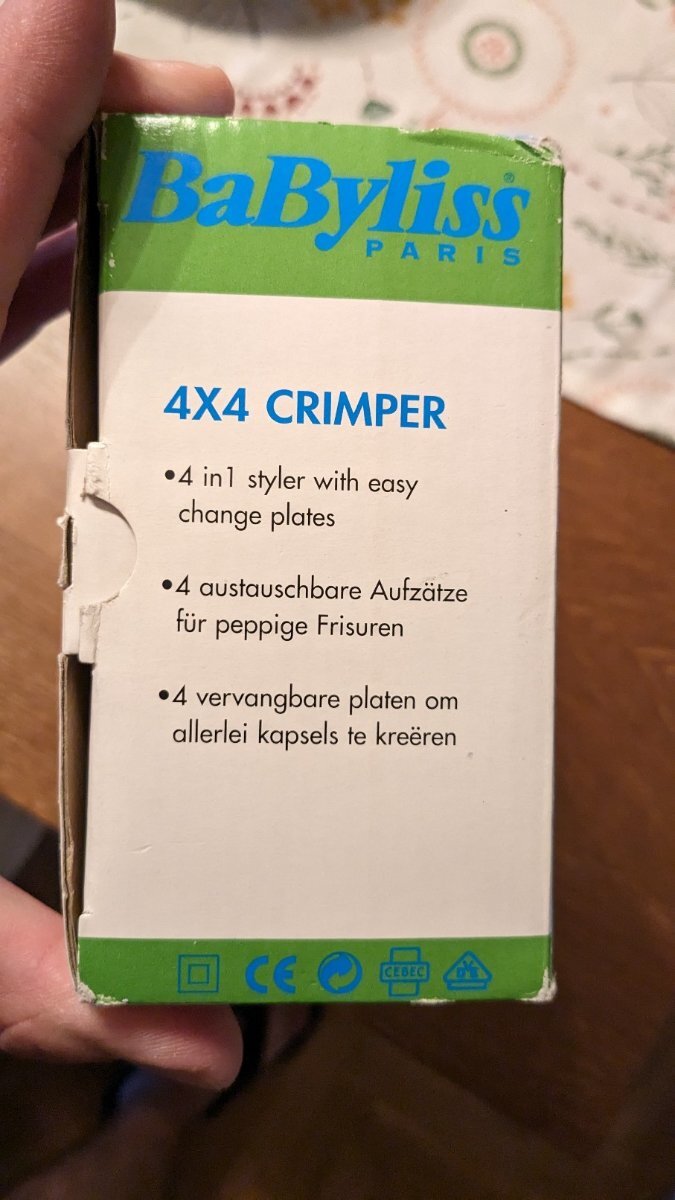 BaByliss®
PARIS
4X4 CRIMPER
•4 in1 styler with easy
change plates
•4 austauschbare Aufzätze
für peppige Frisuren
•4 vervangbare platen om
allerlei kapsels te kreëren
CE
CEBEC